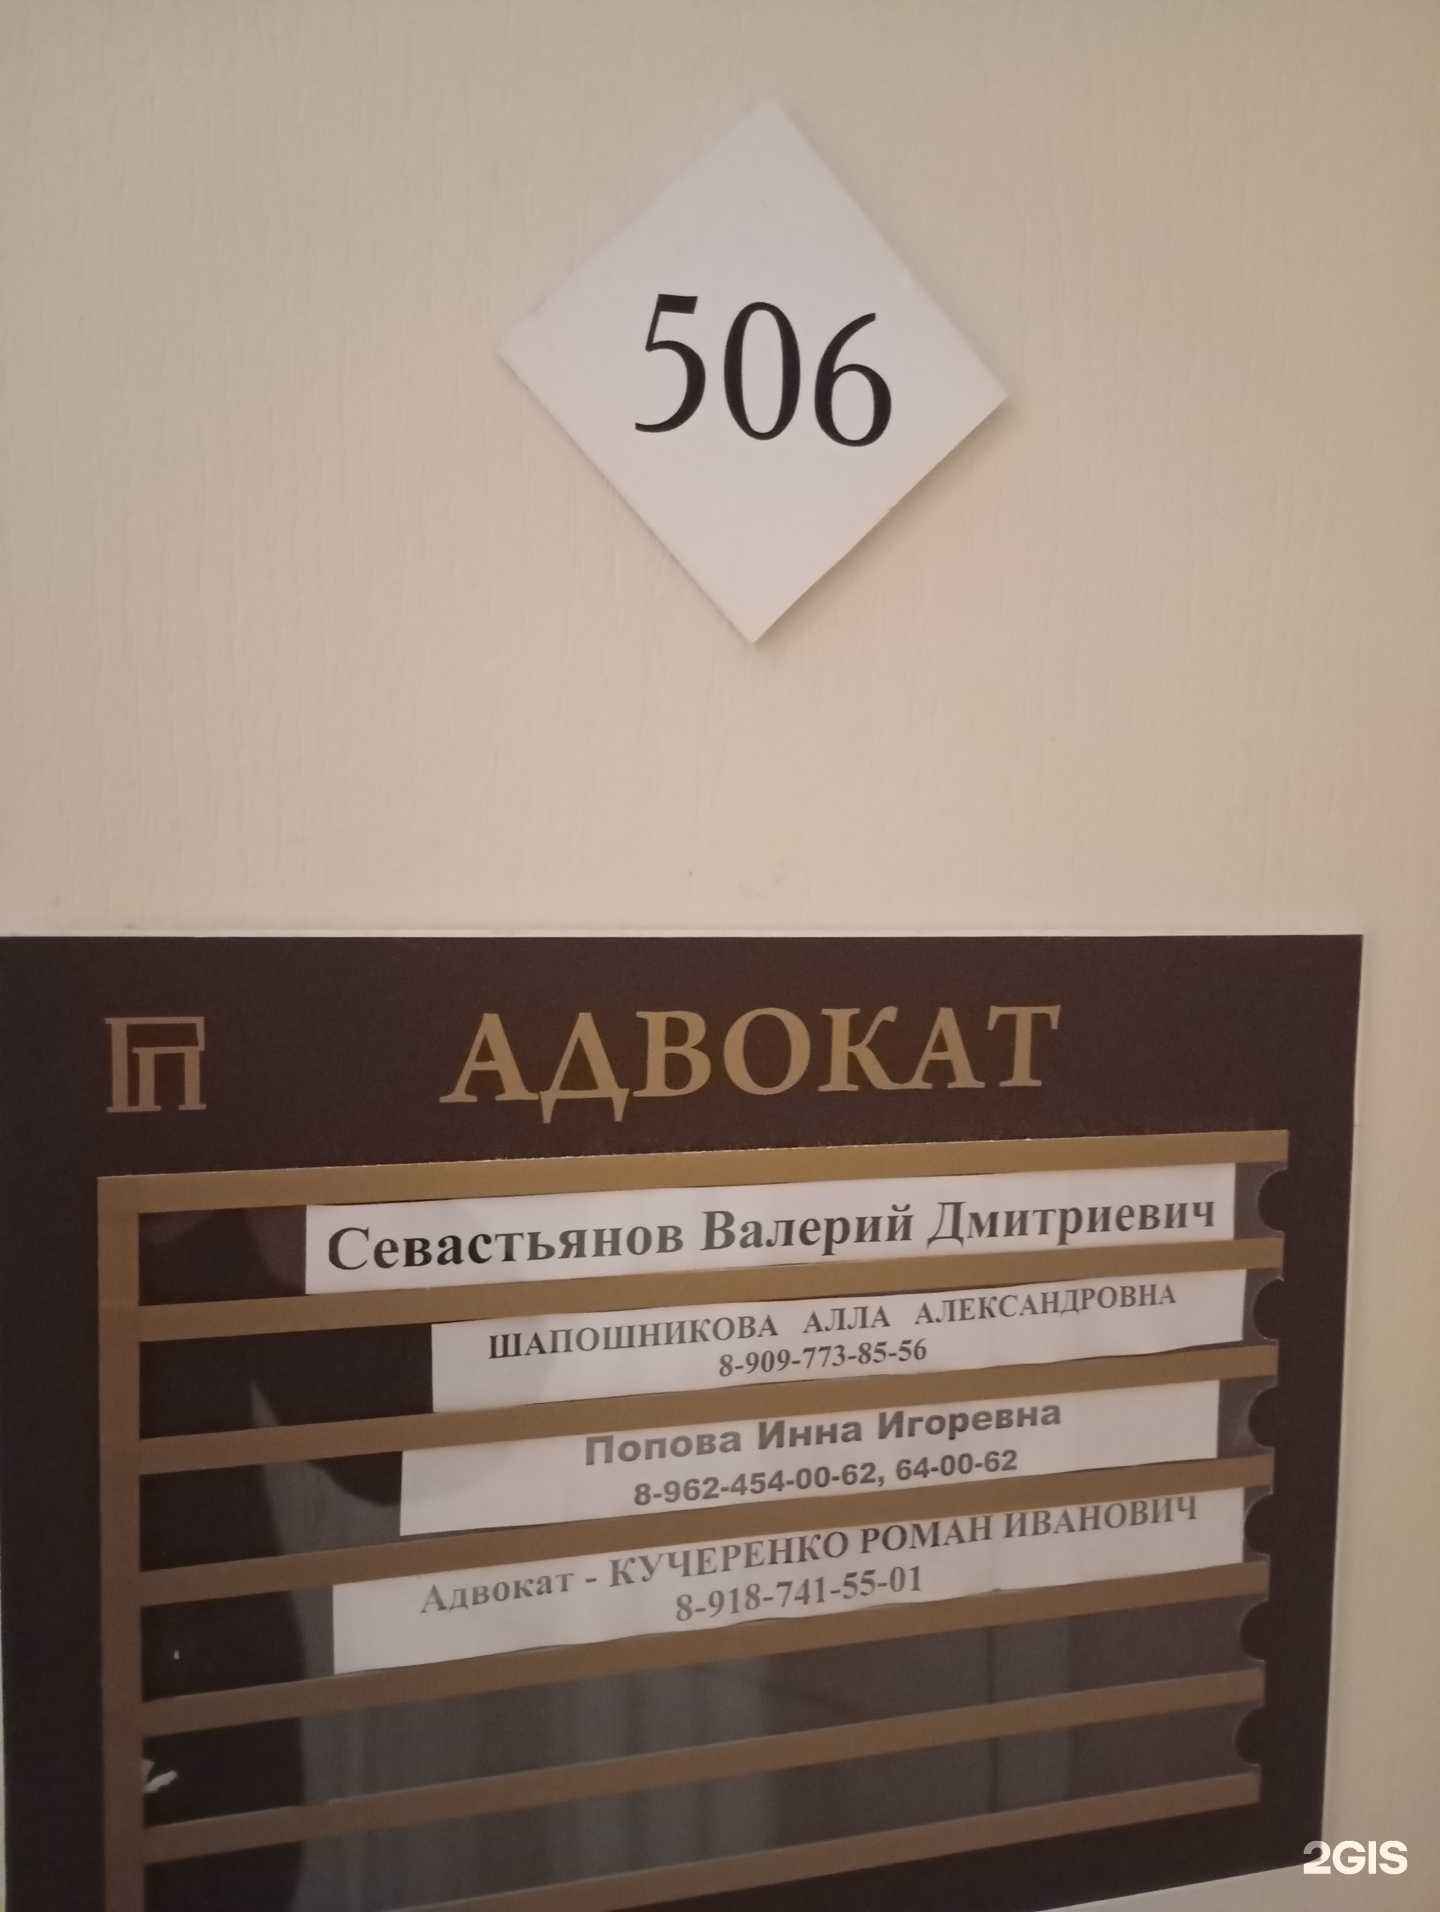 506
АДВОКАТ
Севастьянов Валерий Дмитриевич
ШАПОШНИКОВА АЛЛА АЛЕКСАНДРОВНА
8-909-773-85-56
Попова Инна Игоревна
8-962-454-00-62, 64-00-62
Адвокат - КУЧЕРЕНКО РОМАН ИВАНОВИЧ
8-918-741-55-01
2GIS